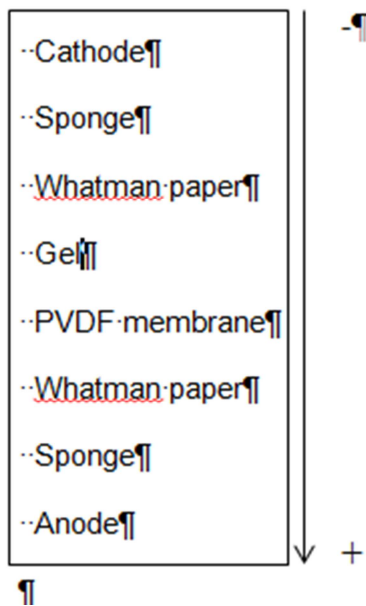 Cathode¶
-¶
Sponge¶
Whatman paper¶
Gel¶
PVDF membrane¶
Whatman paper¶
Sponge¶
Anode¶
+
¶